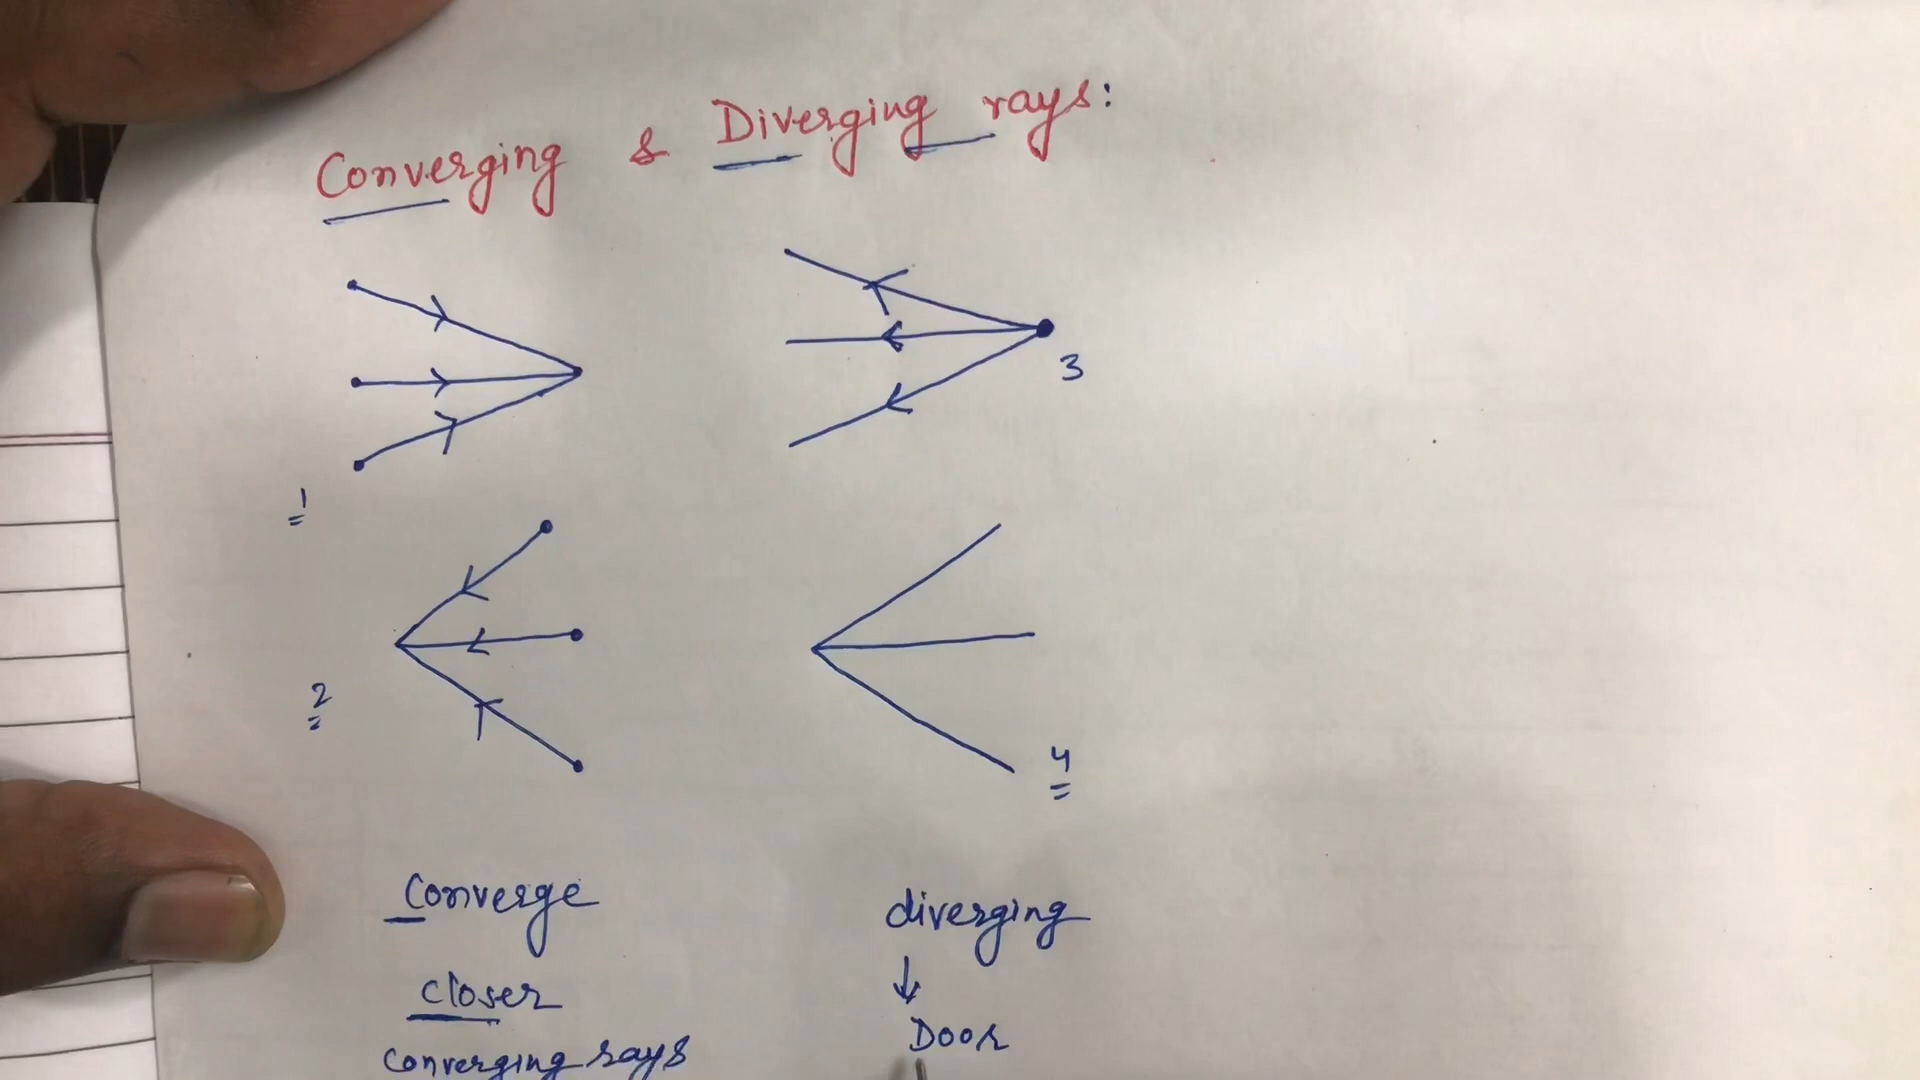 Converging & Diverging rays:
3
1
2
4
Converge
diverging
↓
closer
Door
converging rays